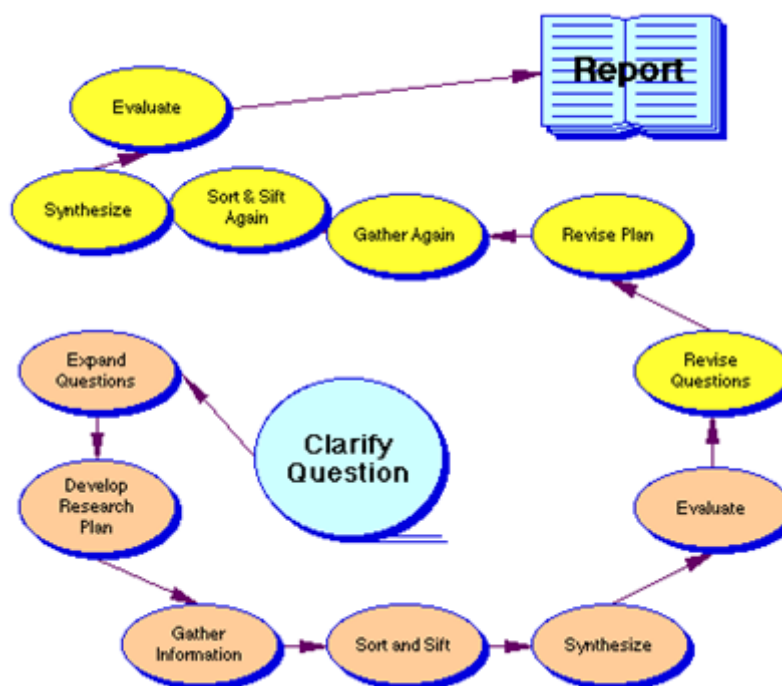 Report
Evaluate
Synthesize
Sort & Sift
Again
Gather Again
Revise Plan
Expand
Questions
Revise
Questions
Clarify
Question
Develop
Research
Plan
Evaluate
Gather
Information
Sort and Sift
Synthesize